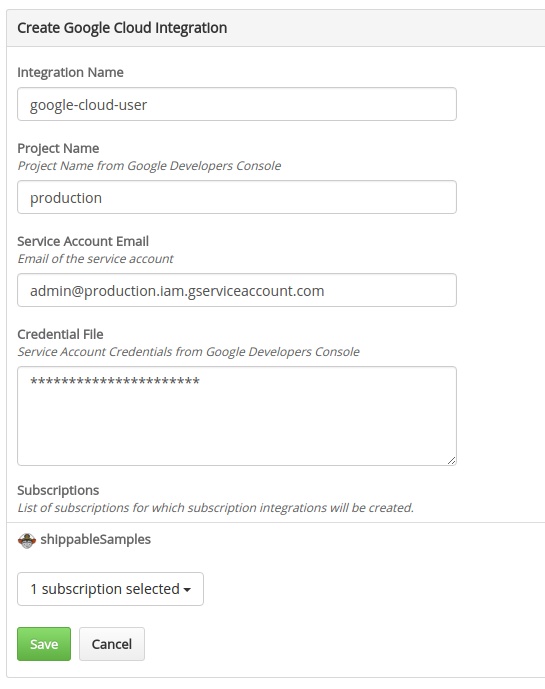 Create Google Cloud Integration
Integration Name
google-cloud-user
Project Name
Project Name from Google Developers Console
production
Service Account Email
Email of the service account
admin@production.iam.gserviceaccount.com
Credential File
Service Account Credentials from Google Developers Console
**********************
Subscriptions
List of subscriptions for which subscription integrations will be created.
shippableSamples
1 subscription selected
Save Cancel